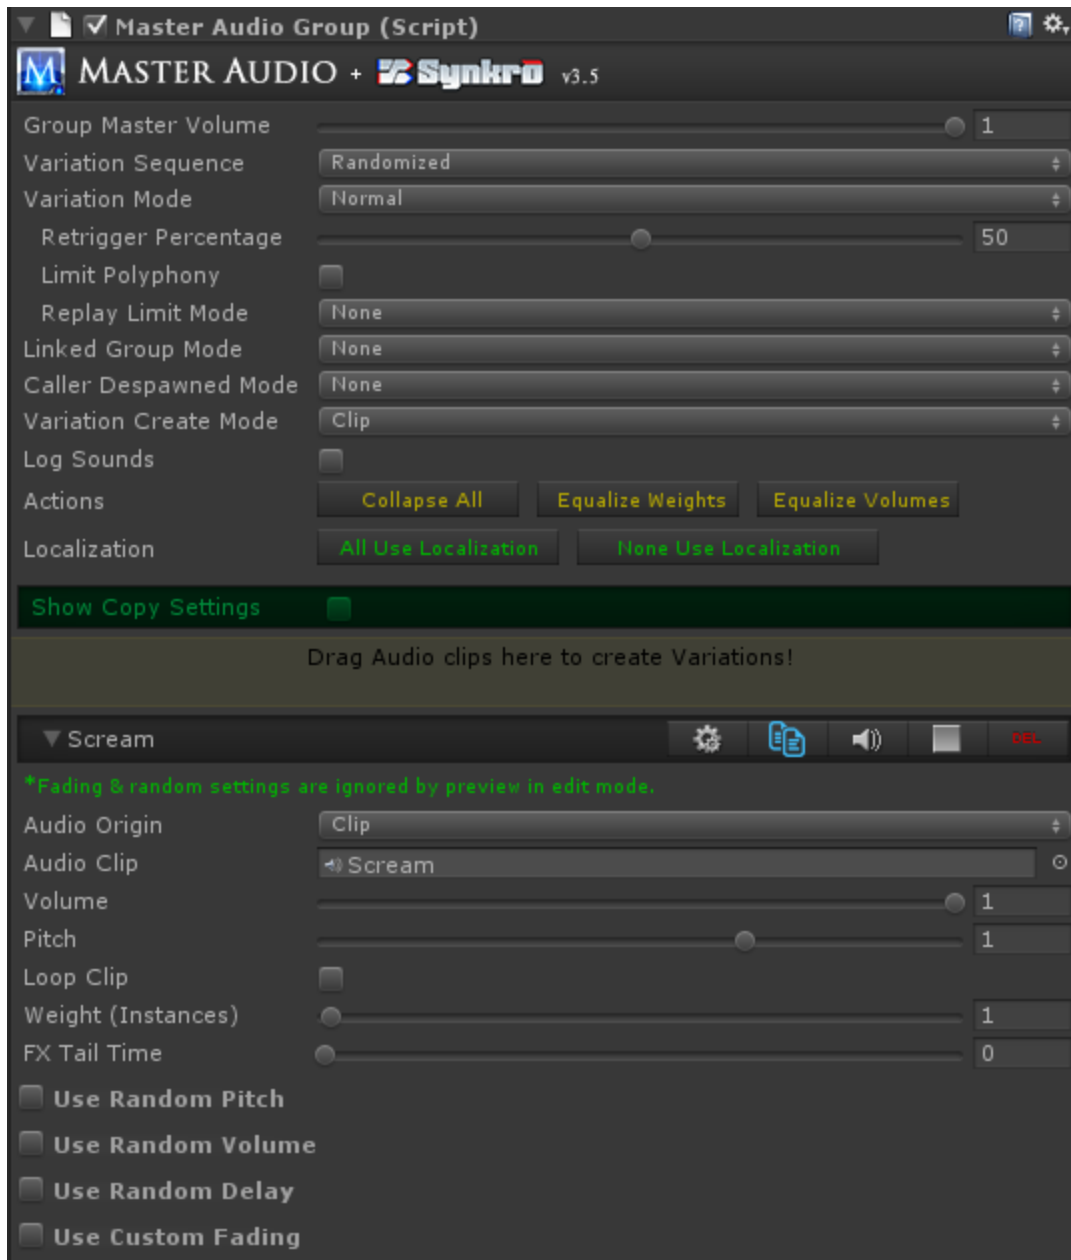 Master Audio Group (Script)
M MASTER AUDIO + Synkro v3.5
Group Master Volume 1
Variation Sequence Randomized
Variation Mode Normal
Retrigger Percentage 50
Limit Polyphony
Replay Limit Mode None
Linked Group Mode None
Caller Despawned Mode None
Variation Create Mode Clip
Log Sounds
Actions Collapse All Equalize Weights Equalize Volumes
Localization All Use Localization None Use Localization
Show Copy Settings
Drag Audio clips here to create Variations!
Scream DEL
*Fading & random settings are ignored by preview in edit mode.
Audio Origin Clip
Audio Clip Scream
Volume 1
Pitch 1
Loop Clip
Weight (Instances) 1
FX Tail Time 0
Use Random Pitch
Use Random Volume
Use Random Delay
Use Custom Fading